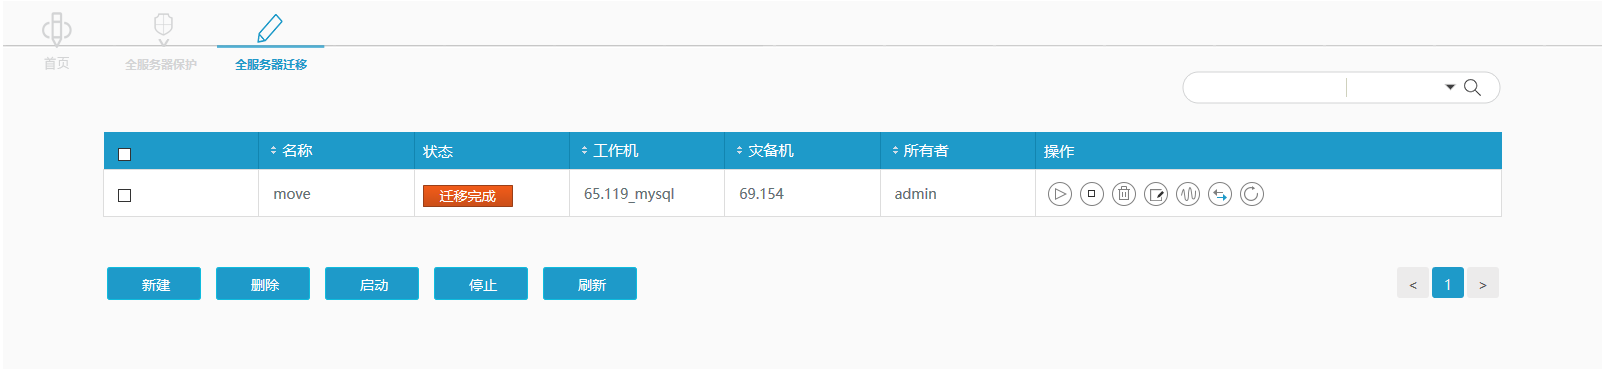 首页
全服务器保护
全服务器迁移
名称 状态 工作机 灾备机 所有者 操作
move 迁移完成 65.119_mysql 69.154 admin
新建 删除 启动 停止 刷新 < 1 >